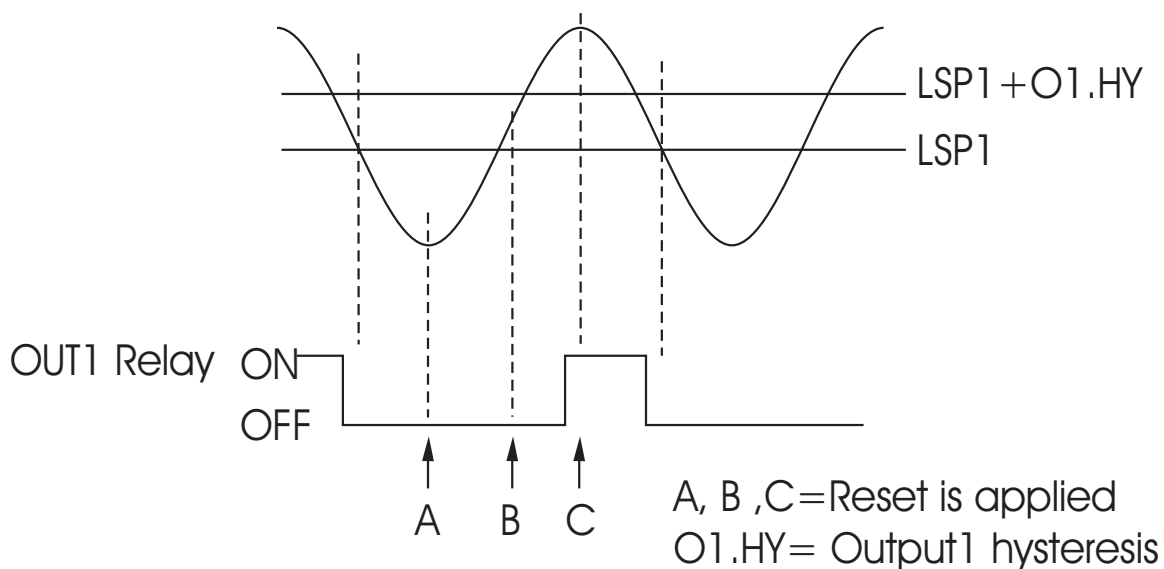 LSP1+O1.HY
LSP1
OUT1 Relay ON
OFF
A B C
A, B ,C=Reset is applied
O1.HY= Output1 hysteresis